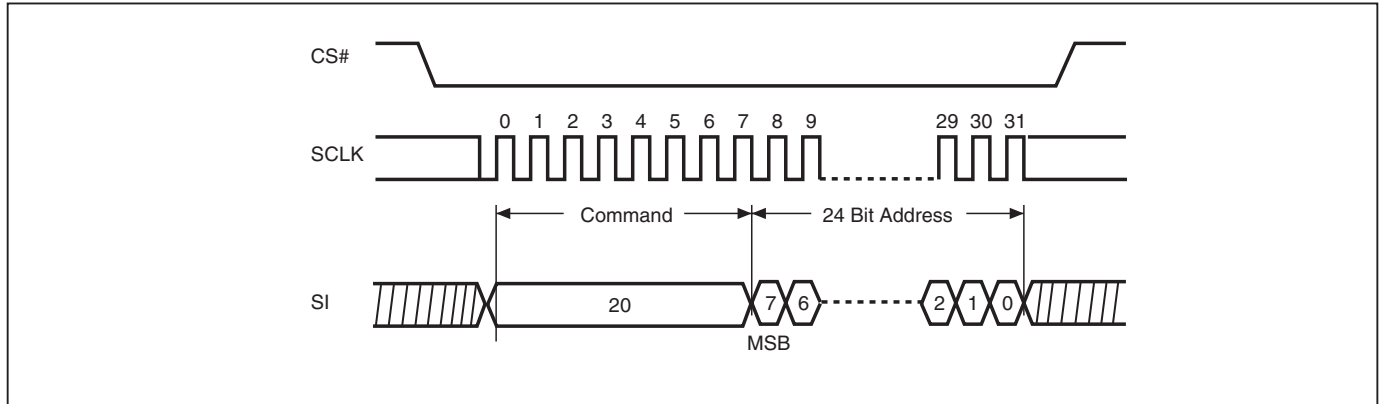 CS#
0 1 2 3 4 5 6 7 8 9 29 30 31
SCLK
Command 24 Bit Address
SI 20 7 6 2 1 0
MSB